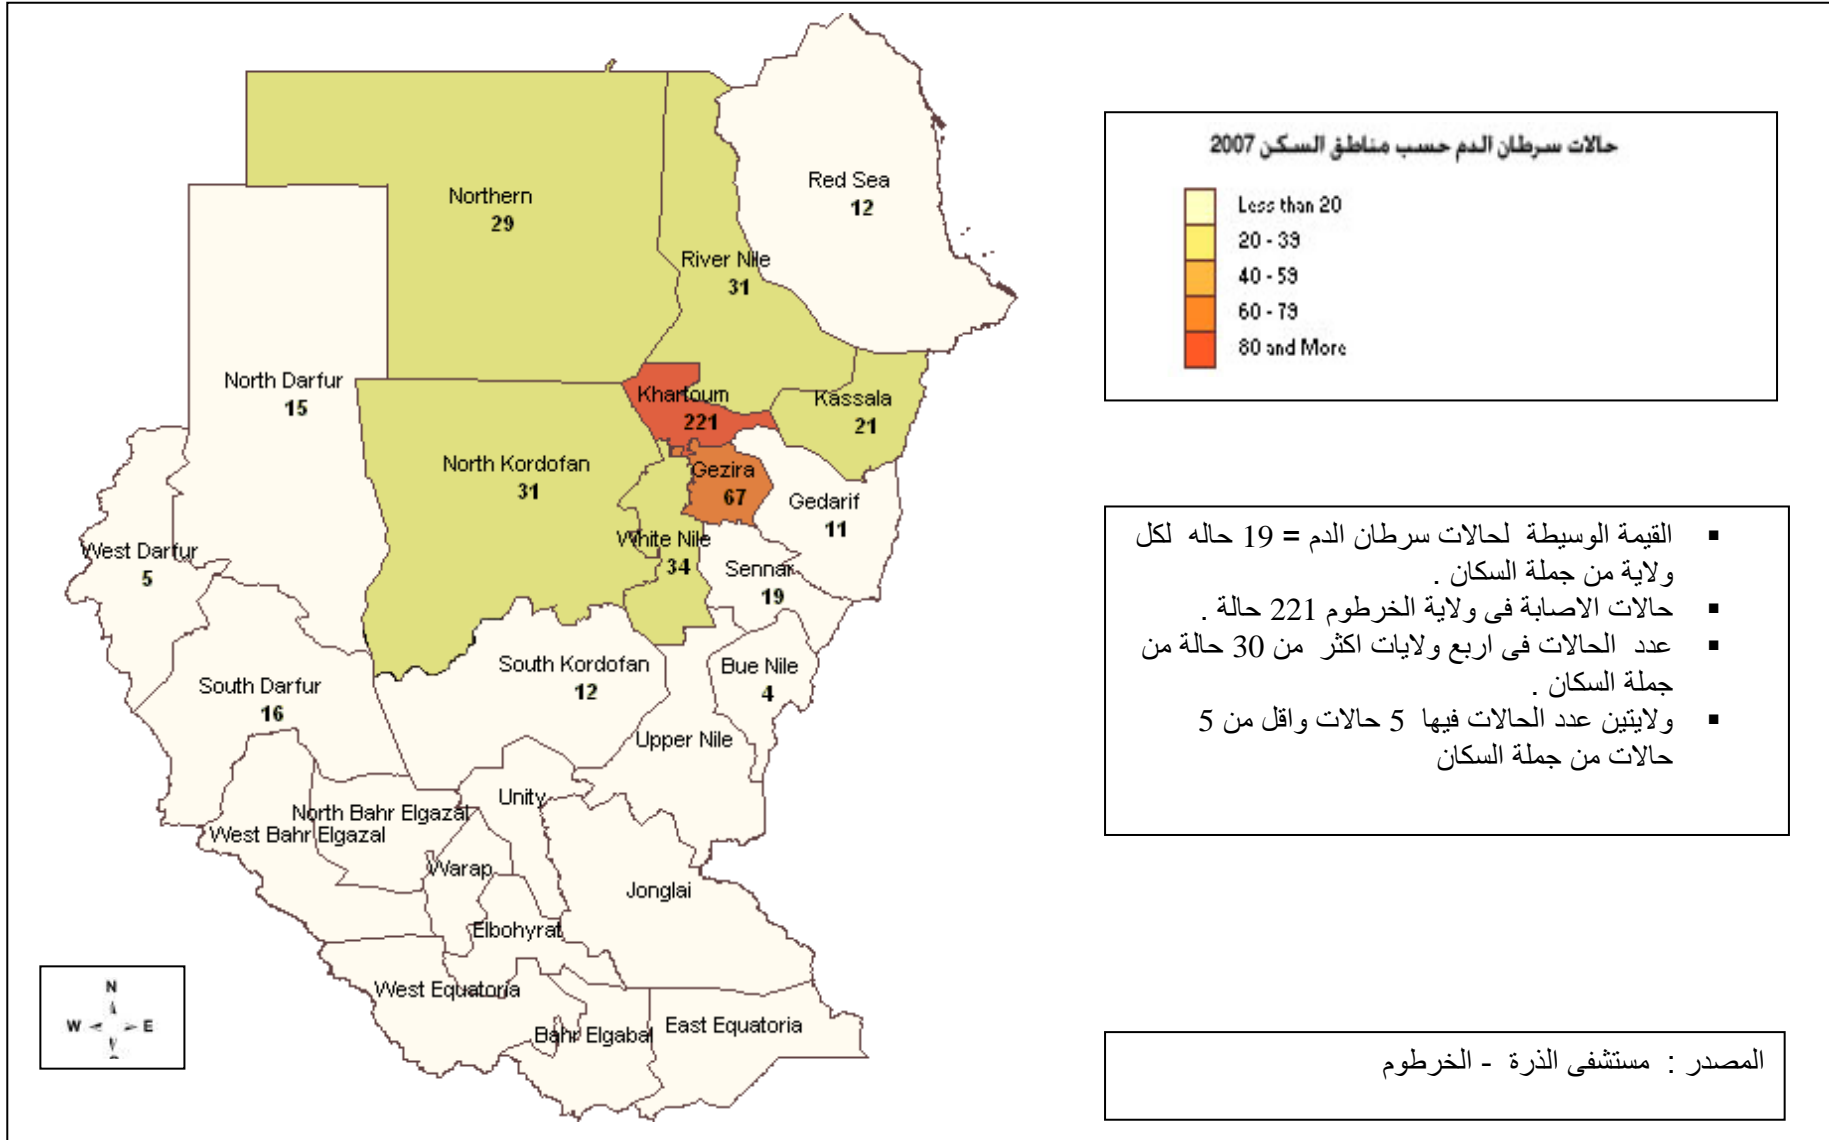 Red Sea
12
Northern
29
River Nile
31
North Darfur
15
Khartoum
221
Kassala
21
North Kordofan
31
Gezira
67
Gedarif
11
West Darfur
5
White Nile
34
Sennar
19
South Kordofan
12
Bue Nile
4
South Darfur
16
Upper Nile
Unity
North Bahr Elgazal
West Bahr Elgazal
Warap
Jonglai
Elbohyrat
West Equatoria
Bahr Elgabal
East Equatoria
N
W E
حالات سرطان الدم حسب مناطق السكن 2007
Less than 20
20 - 39
40 - 59
60 - 79
80 and More
▪ القيمة الوسيطة لحالات سرطان الدم = 19 حاله لكل
ولاية من جملة السكان .
▪ حالات الاصابة فى ولاية الخرطوم 221 حالة .
▪ عدد الحالات فى اربع ولايات اكثر من 30 حالة من
جملة السكان .
▪ ولايتين عدد الحالات فيها 5 حالات واقل من 5
حالات من جملة السكان
المصدر : مستشفى الذرة - الخرطوم